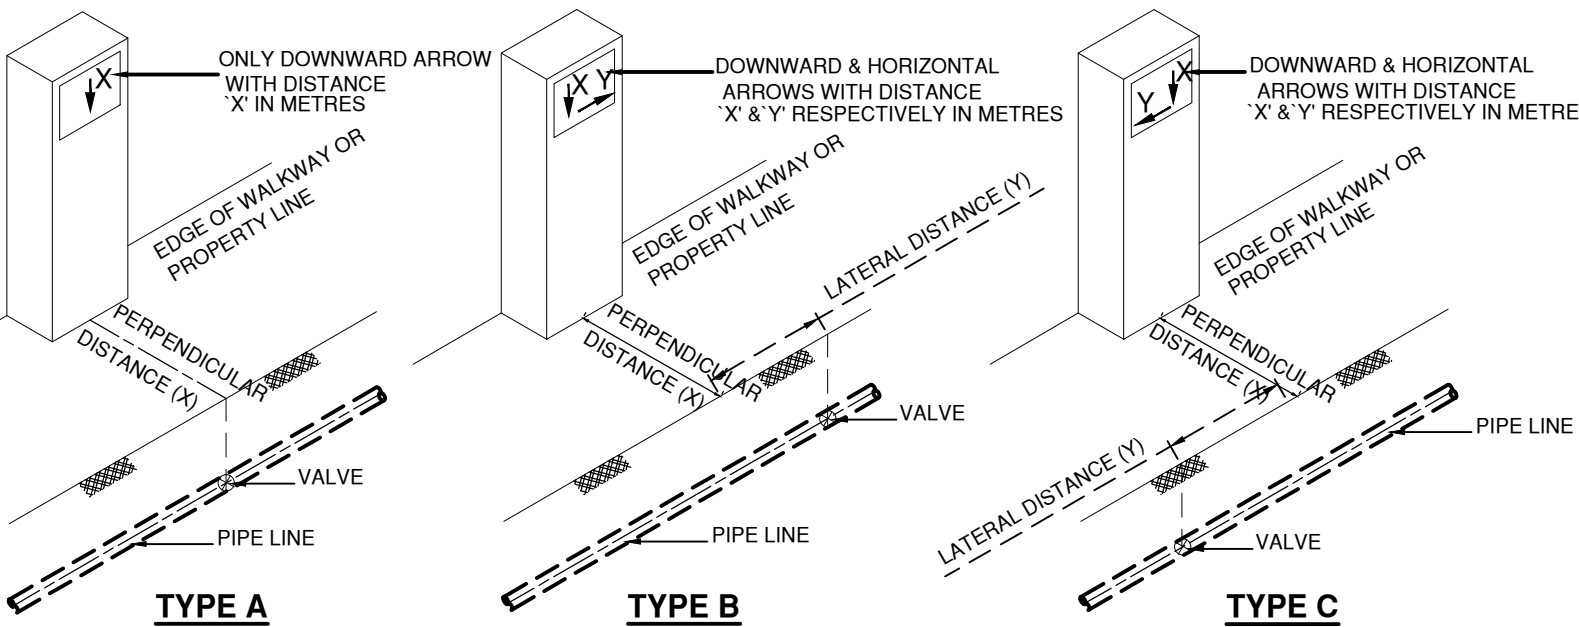 X
ONLY DOWNWARD ARROW
WITH DISTANCE
`X' IN METRES
EDGE OF WALKWAY OR
PROPERTY LINE
PERPENDICULAR
DISTANCE (X)
VALVE
PIPE LINE
TYPE A
X Y
DOWNWARD & HORIZONTAL
ARROWS WITH DISTANCE
`X' &`Y' RESPECTIVELY IN METRES
EDGE OF WALKWAY OR
PROPERTY LINE
LATERAL DISTANCE (Y)
PERPENDICULAR
DISTANCE (X)
VALVE
PIPE LINE
TYPE B
X
Y
DOWNWARD & HORIZONTAL
ARROWS WITH DISTANCE
`X' &`Y' RESPECTIVELY IN METRE
EDGE OF WALKWAY OR
PROPERTY LINE
PERPENDICULAR
DISTANCE (X)
LATERAL DISTANCE (Y)
PIPE LINE
VALVE
TYPE C